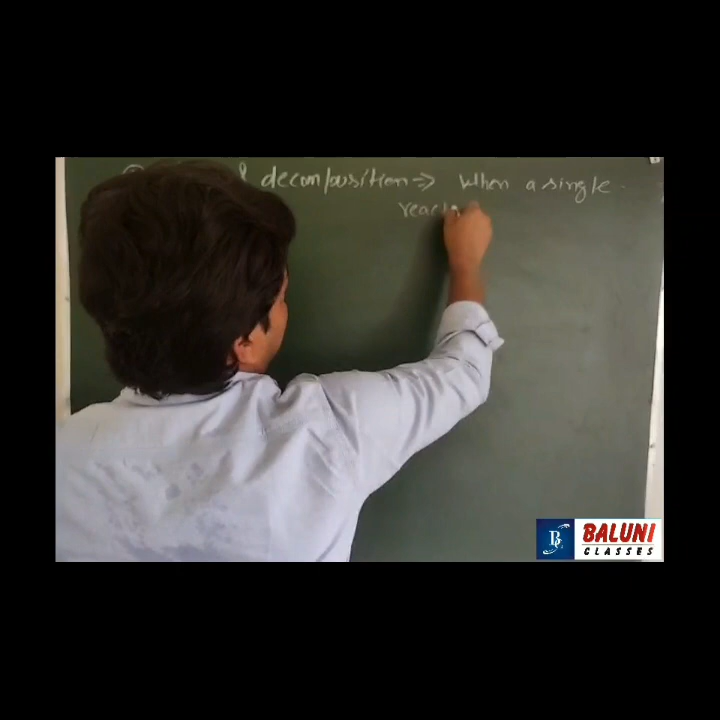 decomposition => When a single
BALUNI
CLASSES